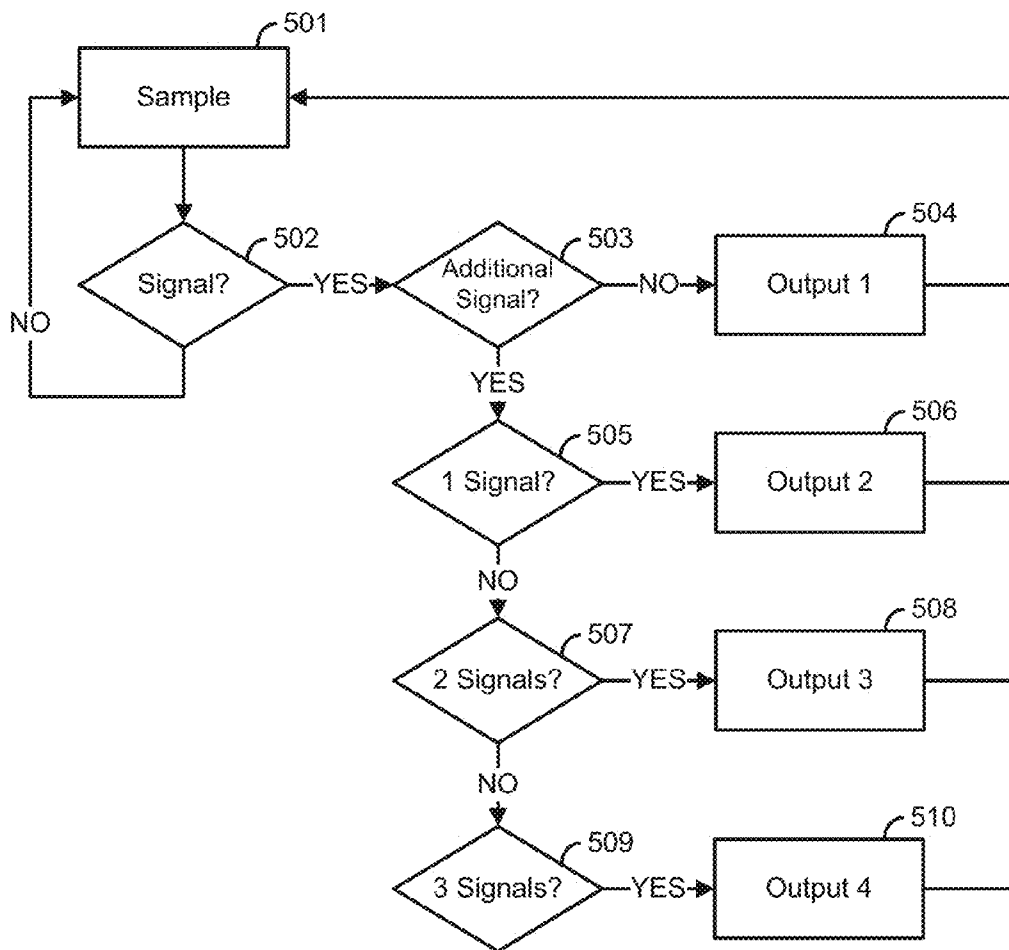 501
Sample
502
Signal?
YES
503
Additional
Signal?
NO
504
Output 1
NO
YES
505
1 Signal?
YES
506
Output 2
NO
507
2 Signals?
YES
508
Output 3
NO
509
3 Signals?
YES
510
Output 4